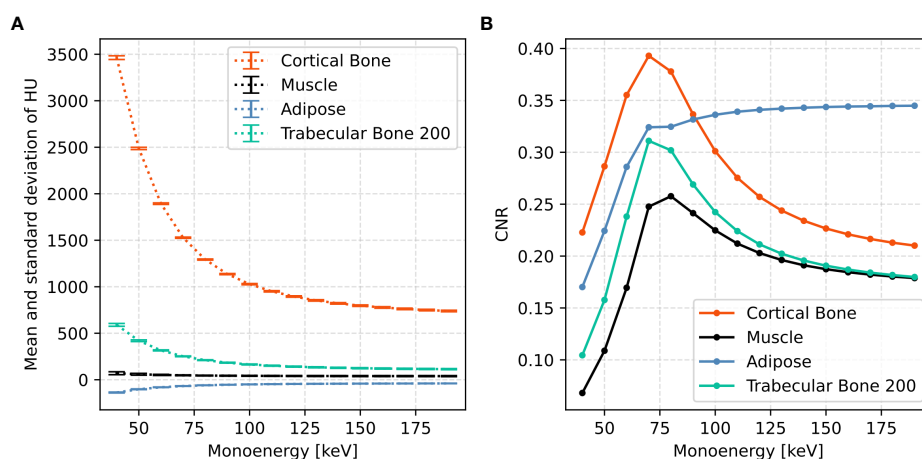 A
Mean and standard deviation of HU
3500
3000
2500
2000
1500
1000
500
0
50
75
100
125
150
175
Monoenergy [keV]
Cortical Bone
Muscle
Adipose
Trabecular Bone 200
B
CNR
0.40
0.35
0.30
0.25
0.20
0.15
0.10
50
75
100
125
150
175
Monoenergy [keV]
Cortical Bone
Muscle
Adipose
Trabecular Bone 200